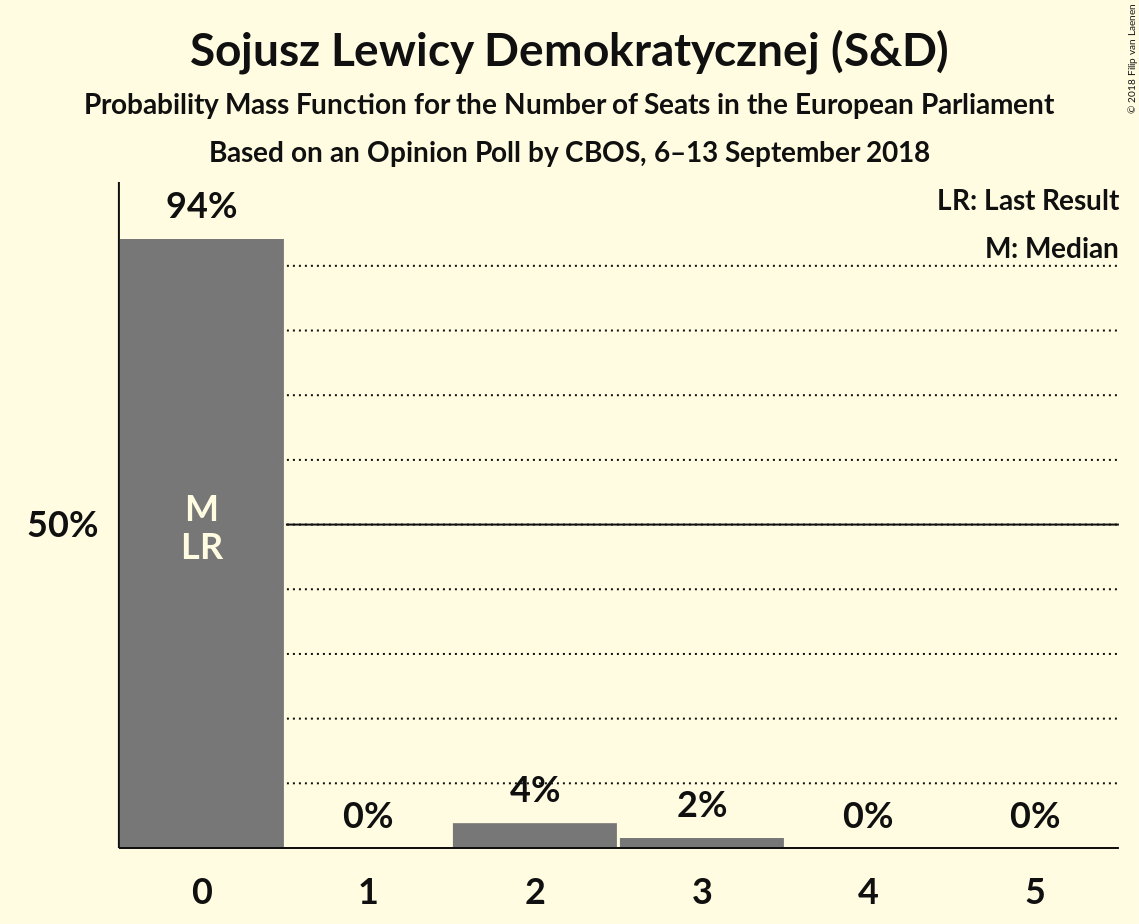 Sojusz Lewicy Demokratycznej (S&D)
Probability Mass Function for the Number of Seats in the European Parliament
Based on an Opinion Poll by CBOS, 6–13 September 2018
© 2018 Filip van Laenen
LR: Last Result
M: Median
94%
M
LR
50%
0%
4%
2%
0%
0%
0
1
2
3
4
5